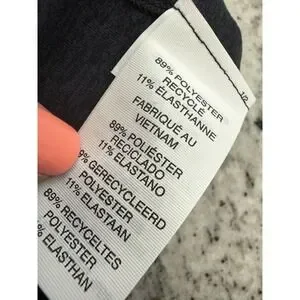 89% POLYESTER
RECYCLÉ
11% ÉLASTHANNE
FABRIQUÉ AU
VIETNAM
89% POLIÉSTER
RECICLADO
11% ELASTANO
89% GERECYCLEERD
POLYESTER
11% ELASTAAN
89% RECYCELTES
POLYESTER
11% ELASTHAN